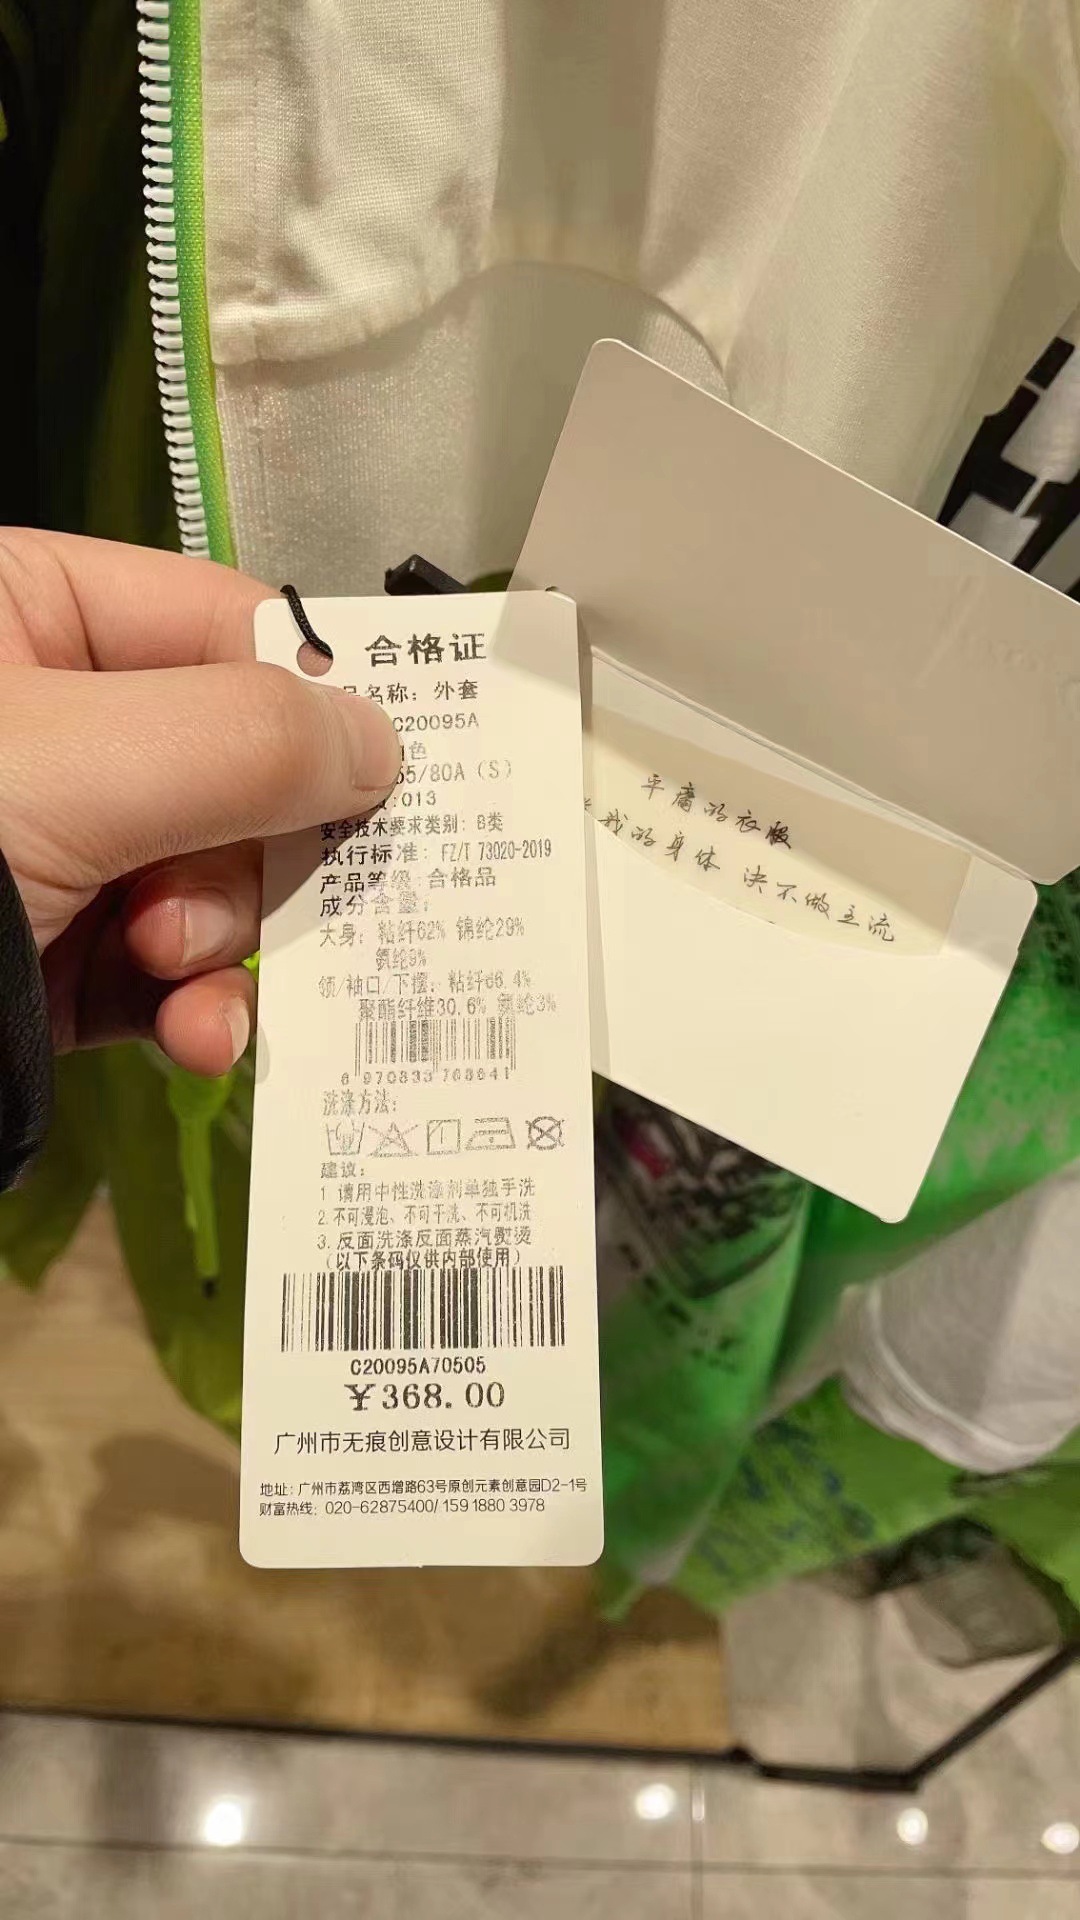 合格证
品名称：外套
C20095A
色
55/80A（S）
:013
安全技术要求类别：B类
执行标准：FZ/T 73020-2019
产品等级：合格品
成分含量：
大身：粘纤62% 锦纶29%
氨纶9%
领/袖口/下摆：粘纤66.4%
聚酯纤维30.6% 氨纶3%
6 970833 768641
洗涤方法：
建议：
1 请用中性洗涤剂单独手洗
2.不可浸泡、不可干洗、不可机洗
3. 反面洗涤反面蒸汽熨烫
（以下条码仅供内部使用）
C20095A70505
¥368.00
广州市无痕创意设计有限公司
地址：广州市荔湾区西增路63号原创元素创意园D2-1号
财富热线：020-62875400/ 159 1880 3978
平庸的衣服
我的身体 决不做主流